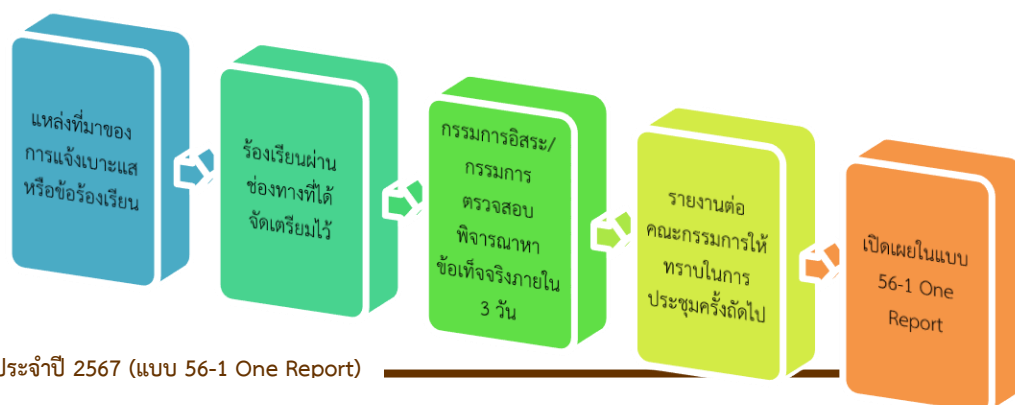 แหล่งที่มาของ
การแจ้งเบาะแส
หรือข้อร้องเรียน
ร้องเรียนผ่าน
ช่องทางที่ได้
จัดเตรียมไว้
กรรมการอิสระ/
กรรมการ
ตรวจสอบ
พิจารณาหา
ข้อเท็จจริงภายใน
3 วัน
รายงานต่อ
คณะกรรมการให้
ทราบในการ
ประชุมครั้งถัดไป
เปิดเผยในแบบ
56-1 One
Report
ประจำปี 2567 (แบบ 56-1 One Report)